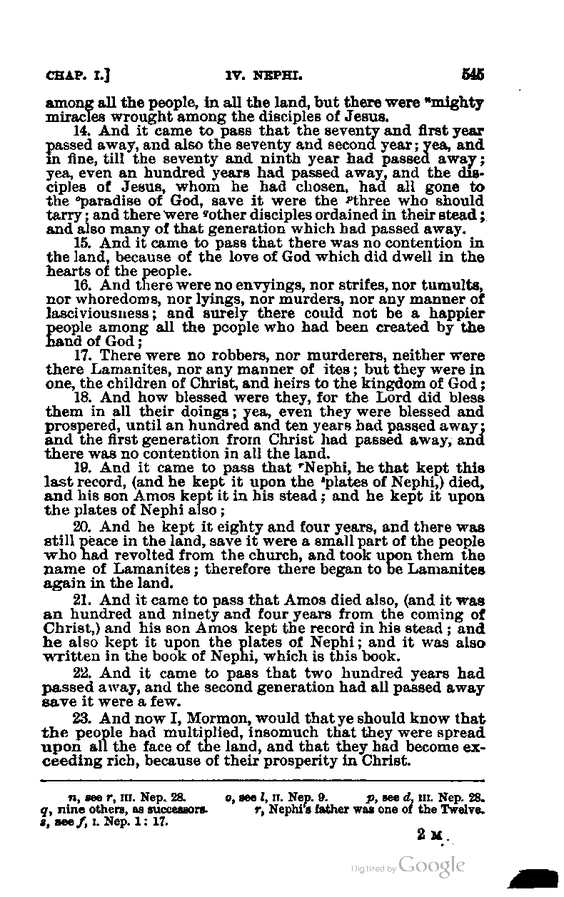 CHAP. I.] IV. NEPHI. 545
among all the people, in all the land, but there were ⁿmighty
miracles wrought among the disciples of Jesus.
14. And it came to pass that the seventy and first year
passed away, and also the seventy and second year; yea, and
in fine, till the seventy and ninth year had passed away;
yea, even an hundred years had passed away, and the dis-
ciples of Jesus, whom he had chosen, had all gone to
the ᵒparadise of God, save it were the ᵖthree who should
tarry; and there were qother disciples ordained in their stead;
and also many of that generation which had passed away.
15. And it came to pass that there was no contention in
the land, because of the love of God which did dwell in the
hearts of the people.
16. And there were no envyings, nor strifes, nor tumults,
nor whoredoms, nor lyings, nor murders, nor any manner of
lasciviousness; and surely there could not be a happier
people among all the people who had been created by the
hand of God;
17. There were no robbers, nor murderers, neither were
there Lamanites, nor any manner of ites; but they were in
one, the children of Christ, and heirs to the kingdom of God;
18. And how blessed were they, for the Lord did bless
them in all their doings; yea, even they were blessed and
prospered, until an hundred and ten years had passed away;
and the first generation from Christ had passed away, and
there was no contention in all the land.
19. And it came to pass that ʳNephi, he that kept this
last record, (and he kept it upon the ˢplates of Nephi,) died,
and his son Amos kept it in his stead; and he kept it upon
the plates of Nephi also;
20. And he kept it eighty and four years, and there was
still peace in the land, save it were a small part of the people
who had revolted from the church, and took upon them the
name of Lamanites; therefore there began to be Lamanites
again in the land.
21. And it came to pass that Amos died also, (and it was
an hundred and ninety and four years from the coming of
Christ,) and his son Amos kept the record in his stead; and
he also kept it upon the plates of Nephi; and it was also
written in the book of Nephi, which is this book.
22. And it came to pass that two hundred years had
passed away, and the second generation had all passed away
save it were a few.
23. And now I, Mormon, would that ye should know that
the people had multiplied, insomuch that they were spread
upon all the face of the land, and that they had become ex-
ceeding rich, because of their prosperity in Christ.
n, see r, III. Nep. 28. o, see l, II. Nep. 9. p, see d, III. Nep. 28.
q, nine others, as successors. r, Nephi's father was one of the Twelve.
s, see f, I. Nep. 1: 17.
2 M
Digitized by Google